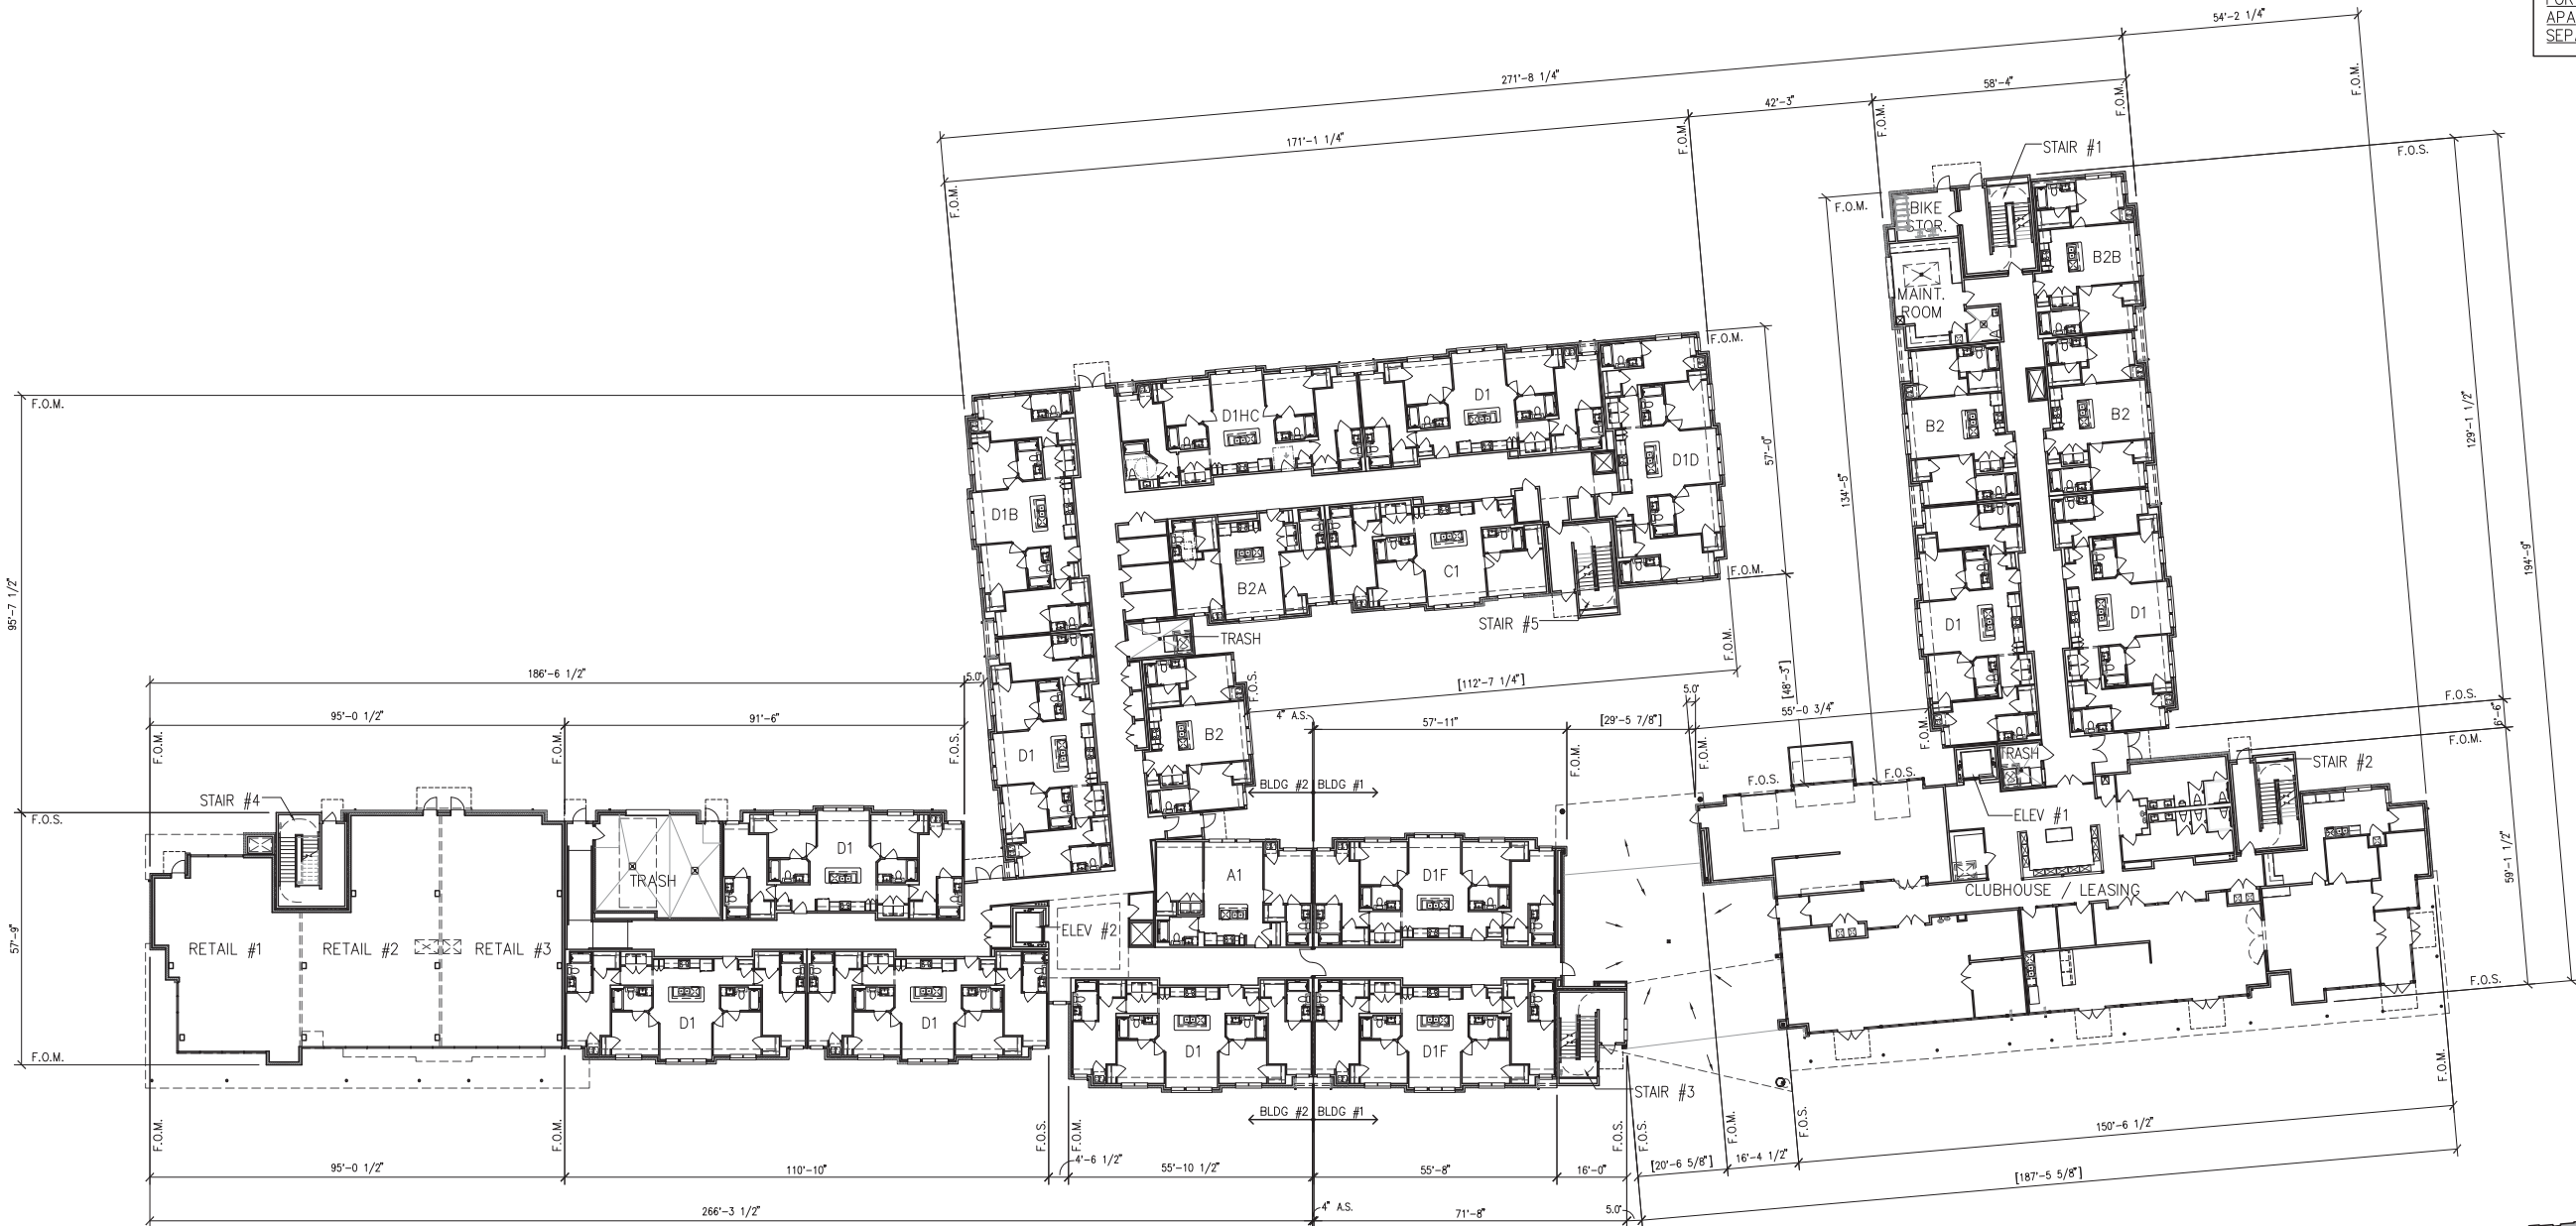 APA
SEP
54'-2 1/4"
271'-8 1/4"
58'-4"
42'-3"
171'-1 1/4"
F.O.M.
F.O.M.
F.O.M.
F.O.M.
F.O.M.
STAIR #1
F.O.S.
F.O.M.
BIKE
STOR.
B2B
MAINT.
ROOM
134'-5"
129'-1 1/2"
194'-9"
F.O.M.
57'-0"
F.O.M.
D1HC
D1
B2
B2
D1D
D1B
C1
B2A
F.O.M.
STAIR #5
D1
D1
TRASH
F.O.M.
95'-7 1/2"
186'-6 1/2"
5.0'
F.O.S.
[112'-7 1/4"]
[48'-3"]
5.0'
F.O.S.
6'-6"
95'-0 1/2"
91'-6"
4" A.S.
57'-11"
[29'-5 7/8"]
55'-0 3/4"
F.O.M.
F.O.M.
F.O.S.
B2
D1
F.O.M.
F.O.M.
F.O.M.
F.O.M.
TRASH
STAIR #2
F.O.S.
F.O.S.
BLDG #2
BLDG #1
STAIR #4
F.O.S.
ELEV #1
59'-1 1/2"
D1
A1
D1F
TRASH
CLUBHOUSE / LEASING
57'-9"
RETAIL #1
RETAIL #2
RETAIL #3
ELEV #2
F.O.S.
D1
D1
D1
D1F
F.O.M.
STAIR #3
F.O.M.
BLDG #2
BLDG #1
F.O.M.
F.O.M.
F.O.S.
F.O.M.
F.O.S.
F.O.S.
F.O.M.
F.O.S.
150'-6 1/2"
95'-0 1/2"
110'-10"
4'-6 1/2"
55'-10 1/2"
55'-8"
16'-0"
[20'-6 5/8"]
16'-4 1/2"
[187'-5 5/8"]
266'-3 1/2"
4" A.S.
71'-8"
5.0'